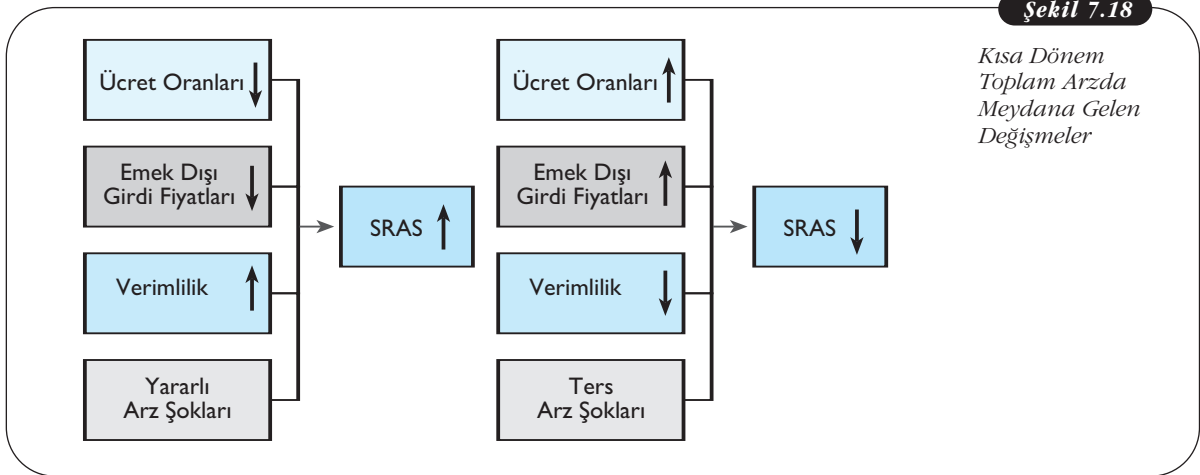 Şekil 7.18
Kısa Dönem
Toplam Arzda
Meydana Gelen
Değişmeler
Ücret Oranları
Emek Dışı
Girdi Fiyatları
Verimlilik
Yararlı
Arz Şokları
SRAS
Ücret Oranları
Emek Dışı
Girdi Fiyatları
Verimlilik
Ters
Arz Şokları
SRAS